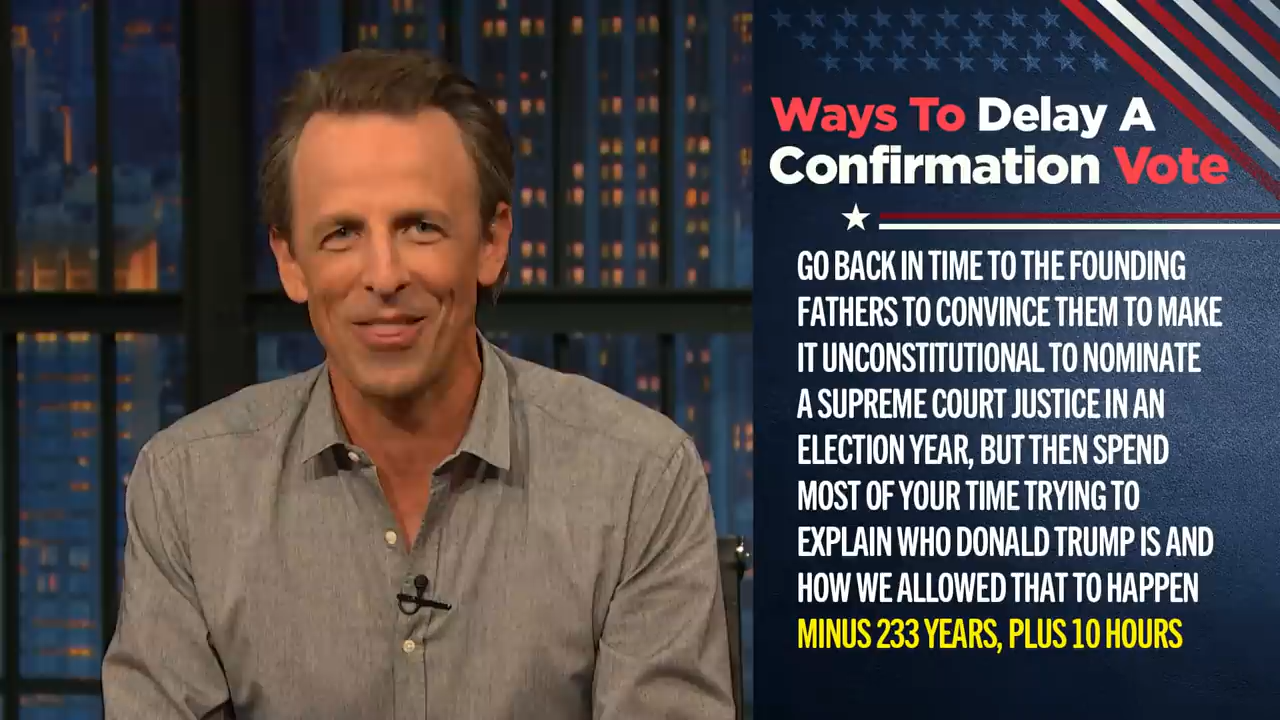 Ways To Delay A
Confirmation Vote
GO BACK IN TIME TO THE FOUNDING
FATHERS TO CONVINCE THEM TO MAKE
IT UNCONSTITUTIONAL TO NOMINATE
A SUPREME COURT JUSTICE IN AN
ELECTION YEAR, BUT THEN SPEND
MOST OF YOUR TIME TRYING TO
EXPLAIN WHO DONALD TRUMP IS AND
HOW WE ALLOWED THAT TO HAPPEN
MINUS 233 YEARS, PLUS 10 HOURS